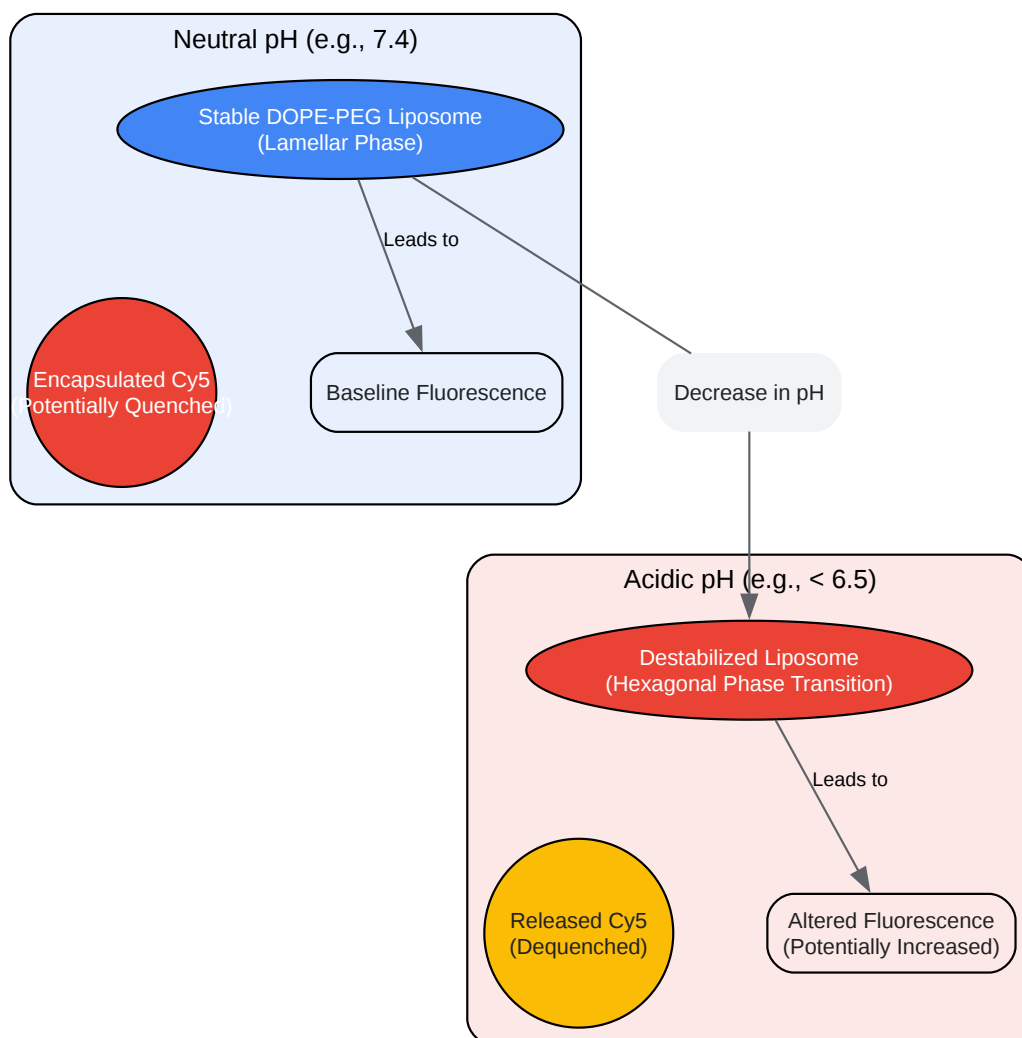 Neutral pH (e.g., 7.4)
Stable DOPE-PEG Liposome
(Lamellar Phase)
Leads to
Encapsulated Cy5
(Potentially Quenched)
Baseline Fluorescence
Decrease in pH
Acidic pH (e.g., < 6.5)
Destabilized Liposome
(Hexagonal Phase Transition)
Leads to
Released Cy5
(Dequenched)
Altered Fluorescence
(Potentially Increased)